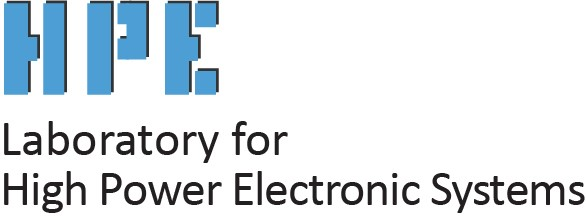 HPE
Laboratory for
High Power Electronic Systems